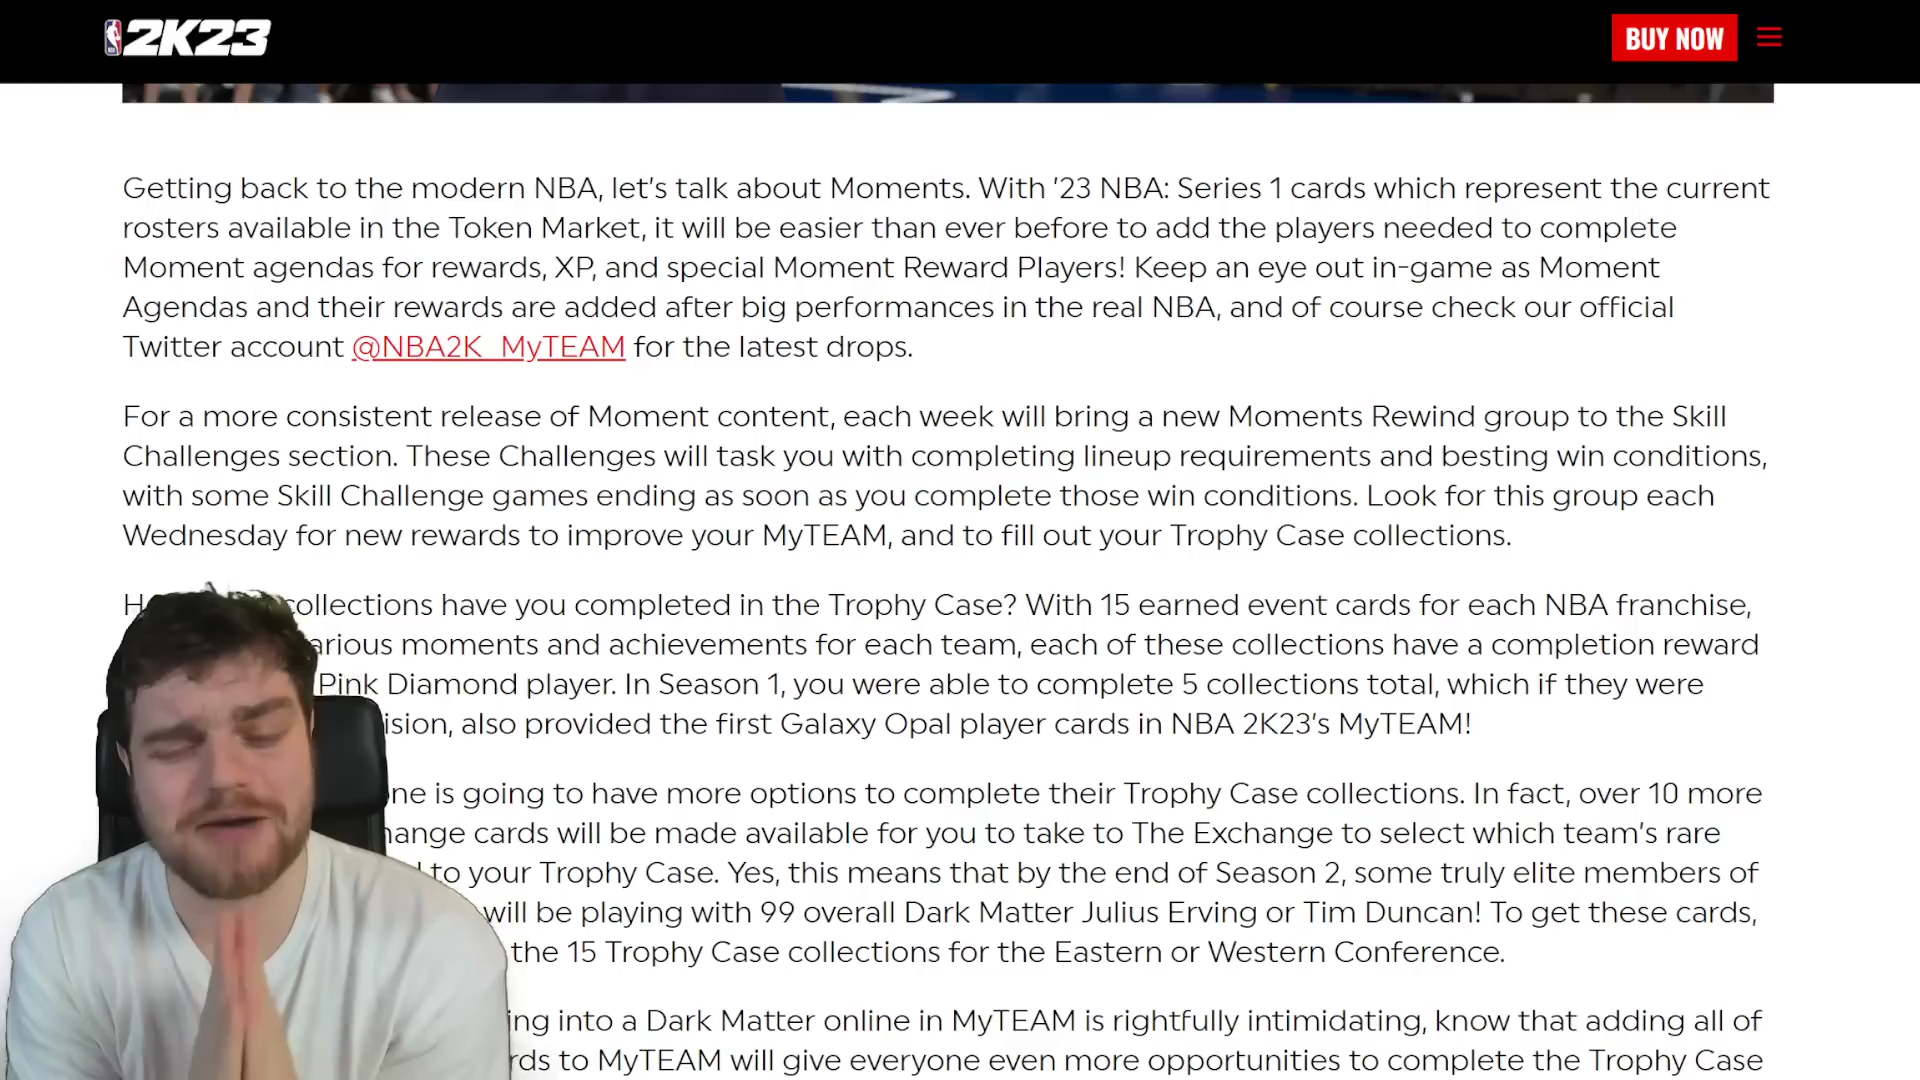 2K23
BUY NOW
Getting back to the modern NBA, let's talk about Moments. With '23 NBA: Series 1 cards which represent the current
rosters available in the Token Market, it will be easier than ever before to add the players needed to complete
Moment agendas for rewards, XP, and special Moment Reward Players! Keep an eye out in-game as Moment
Agendas and their rewards are added after big performances in the real NBA, and of course check our official
Twitter account @NBA2K_MyTEAM for the latest drops.
For a more consistent release of Moment content, each week will bring a new Moments Rewind group to the Skill
Challenges section. These Challenges will task you with completing lineup requirements and besting win conditions,
with some Skill Challenge games ending as soon as you complete those win conditions. Look for this group each
Wednesday for new rewards to improve your MyTEAM, and to fill out your Trophy Case collections.
collections have you completed in the Trophy Case? With 15 earned event cards for each NBA franchise,
arious moments and achievements for each team, each of these collections have a completion reward
Pink Diamond player. In Season 1, you were able to complete 5 collections total, which if they were
ision, also provided the first Galaxy Opal player cards in NBA 2K23's MyTEAM!
ne is going to have more options to complete their Trophy Case collections. In fact, over 10 more
hange cards will be made available for you to take to The Exchange to select which team's rare
to your Trophy Case. Yes, this means that by the end of Season 2, some truly elite members of
will be playing with 99 overall Dark Matter Julius Erving or Tim Duncan! To get these cards,
the 15 Trophy Case collections for the Eastern or Western Conference.
ing into a Dark Matter online in MyTEAM is rightfully intimidating, know that adding all of
rds to MyTEAM will give everyone even more opportunities to complete the Trophy Case